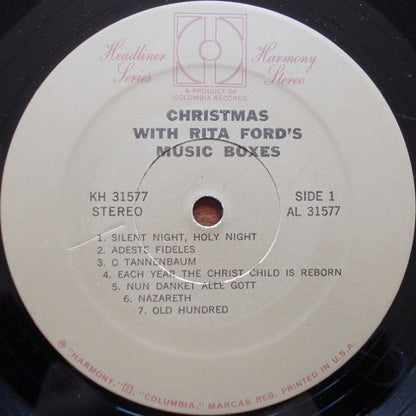 Headliner Harmony
Series Stereo
A PRODUCT OF
COLUMBIA RECORDS
CHRISTMAS
WITH RITA FORD'S
MUSIC BOXES
KH 31577 SIDE 1
STEREO AL 31577
1. SILENT NIGHT, HOLY NIGHT
2. ADESTE FIDELES
3. O TANNENBAUM
4. EACH YEAR THE CHRIST CHILD IS REBORN
5. NUN DANKET ALLE GOTT
6. NAZARETH
7. OLD HUNDRED
® "HARMONY," "COLUMBIA," MARCAS REG. PRINTED IN U.S.A.